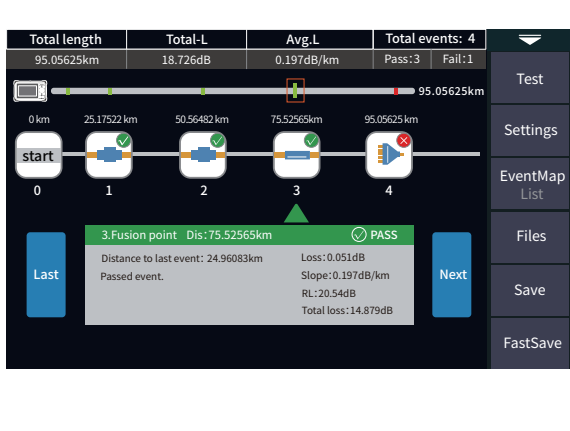 Total length Total-L Avg.L Total events: 4
95.05625km 18.726dB 0.197dB/km Pass:3 Fail:1
95.05625km
0 km 25.17522 km 50.56482 km 75.52565km 95.05625 km
start
0 1 2 3 4
3.Fusion point Dis:75.52565km PASS
Distance to last event: 24.96083km
Passed event.
Loss:0.051dB
Slope:0.197dB/km
RL:20.54dB
Total loss:14.879dB
Last
Next
Test
Settings
EventMap
List
Files
Save
FastSave